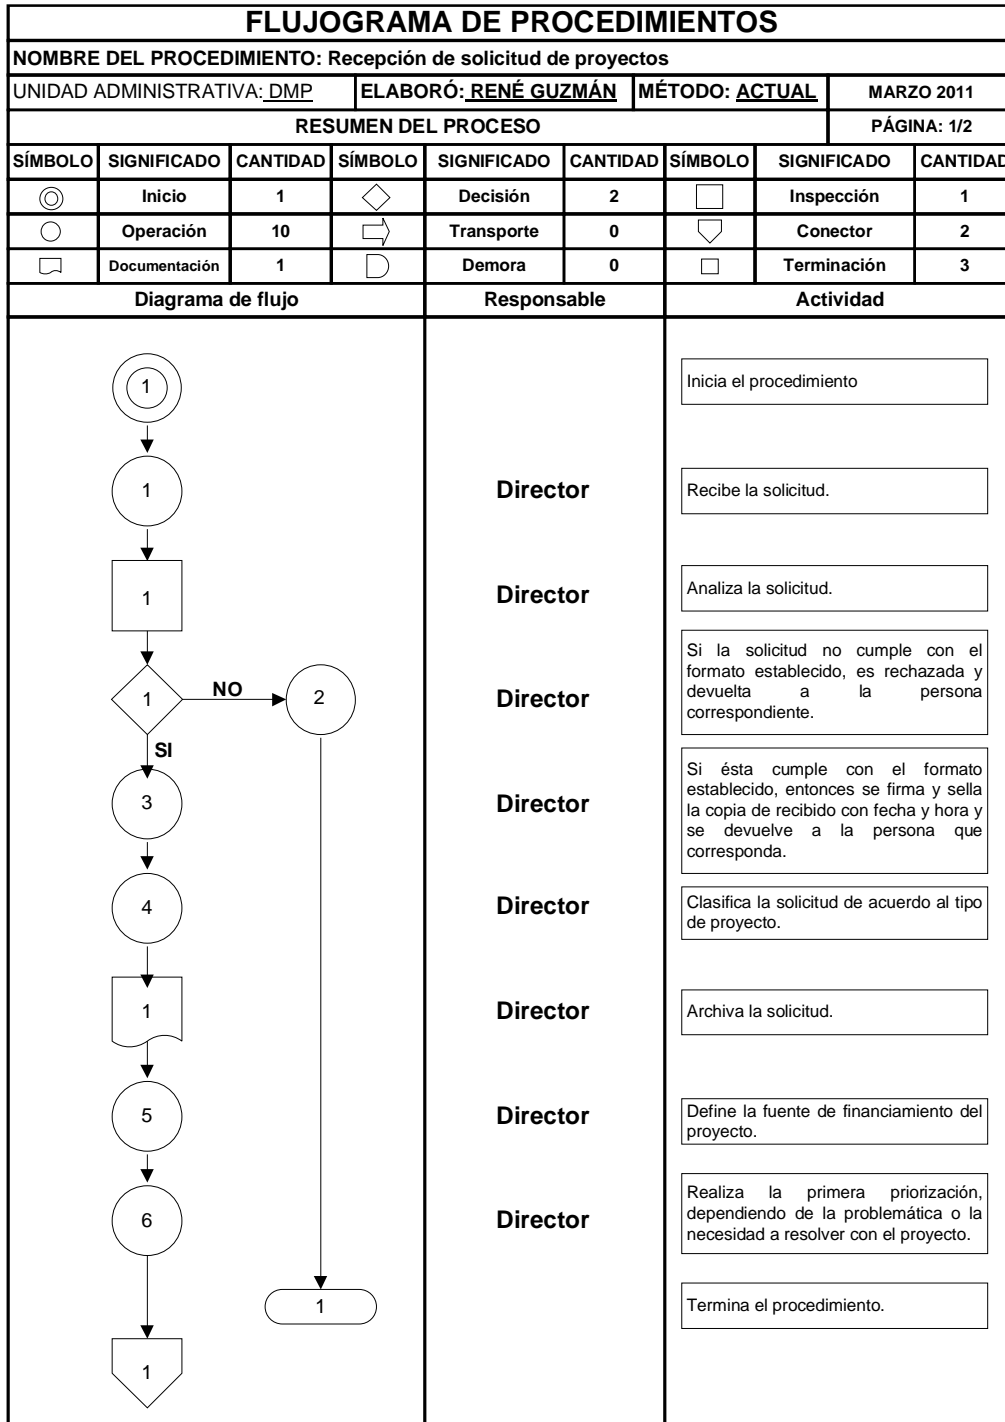 FLUJOGRAMA DE PROCEDIMIENTOS
NOMBRE DEL PROCEDIMIENTO: Recepción de solicitud de proyectos
UNIDAD ADMINISTRATIVA: DMP ELABORÓ: RENÉ GUZMÁN MÉTODO: ACTUAL MARZO 2011
RESUMEN DEL PROCESO PÁGINA: 1/2
SÍMBOLO SIGNIFICADO CANTIDAD SÍMBOLO SIGNIFICADO CANTIDAD SÍMBOLO SIGNIFICADO CANTIDAD
Inicio 1 Decisión 2 Inspección 1
Operación 10 Transporte 0 Conector 2
Documentación 1 Demora 0 Terminación 3
Diagrama de flujo Responsable Actividad
1 Inicia el procedimiento
1 Director Recibe la solicitud.
1 Director Analiza la solicitud.
1 NO 2 Director
Si la solicitud no cumple con el
formato establecido, es rechazada y
devuelta a la persona
correspondiente.
SI
3 Director
Si ésta cumple con el formato
establecido, entonces se firma y sella
la copia de recibido con fecha y hora y
se devuelve a la persona que
corresponda.
4 Director
Clasifica la solicitud de acuerdo al tipo
de proyecto.
1 Director Archiva la solicitud.
5 Director
Define la fuente de financiamiento del
proyecto.
6 Director
Realiza la primera priorización,
dependiendo de la problemática o la
necesidad a resolver con el proyecto.
1 Termina el procedimiento.
1